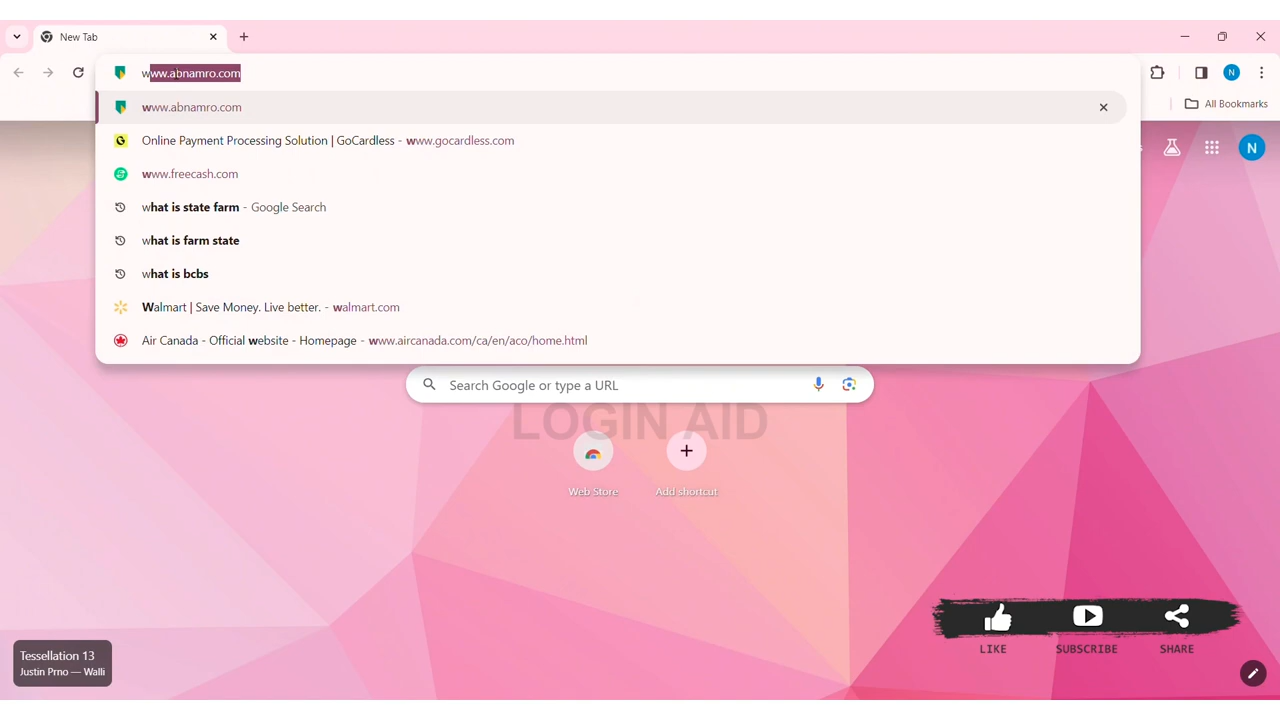 New Tab
www.abnamro.com
www.abnamro.com
Online Payment Processing Solution | GoCardless - www.gocardless.com
www.freecash.com
what is state farm - Google Search
what is farm state
what is bcbs
Walmart | Save Money. Live better. - walmart.com
Air Canada - Official website - Homepage - www.aircanada.com/ca/en/aco/home.html
N
All Bookmarks
N
Search Google or type a URL
LOGIN AID
Web Store
Add shortcut
LIKE
SUBSCRIBE
SHARE
Tessellation 13
Justin Prno — Walli